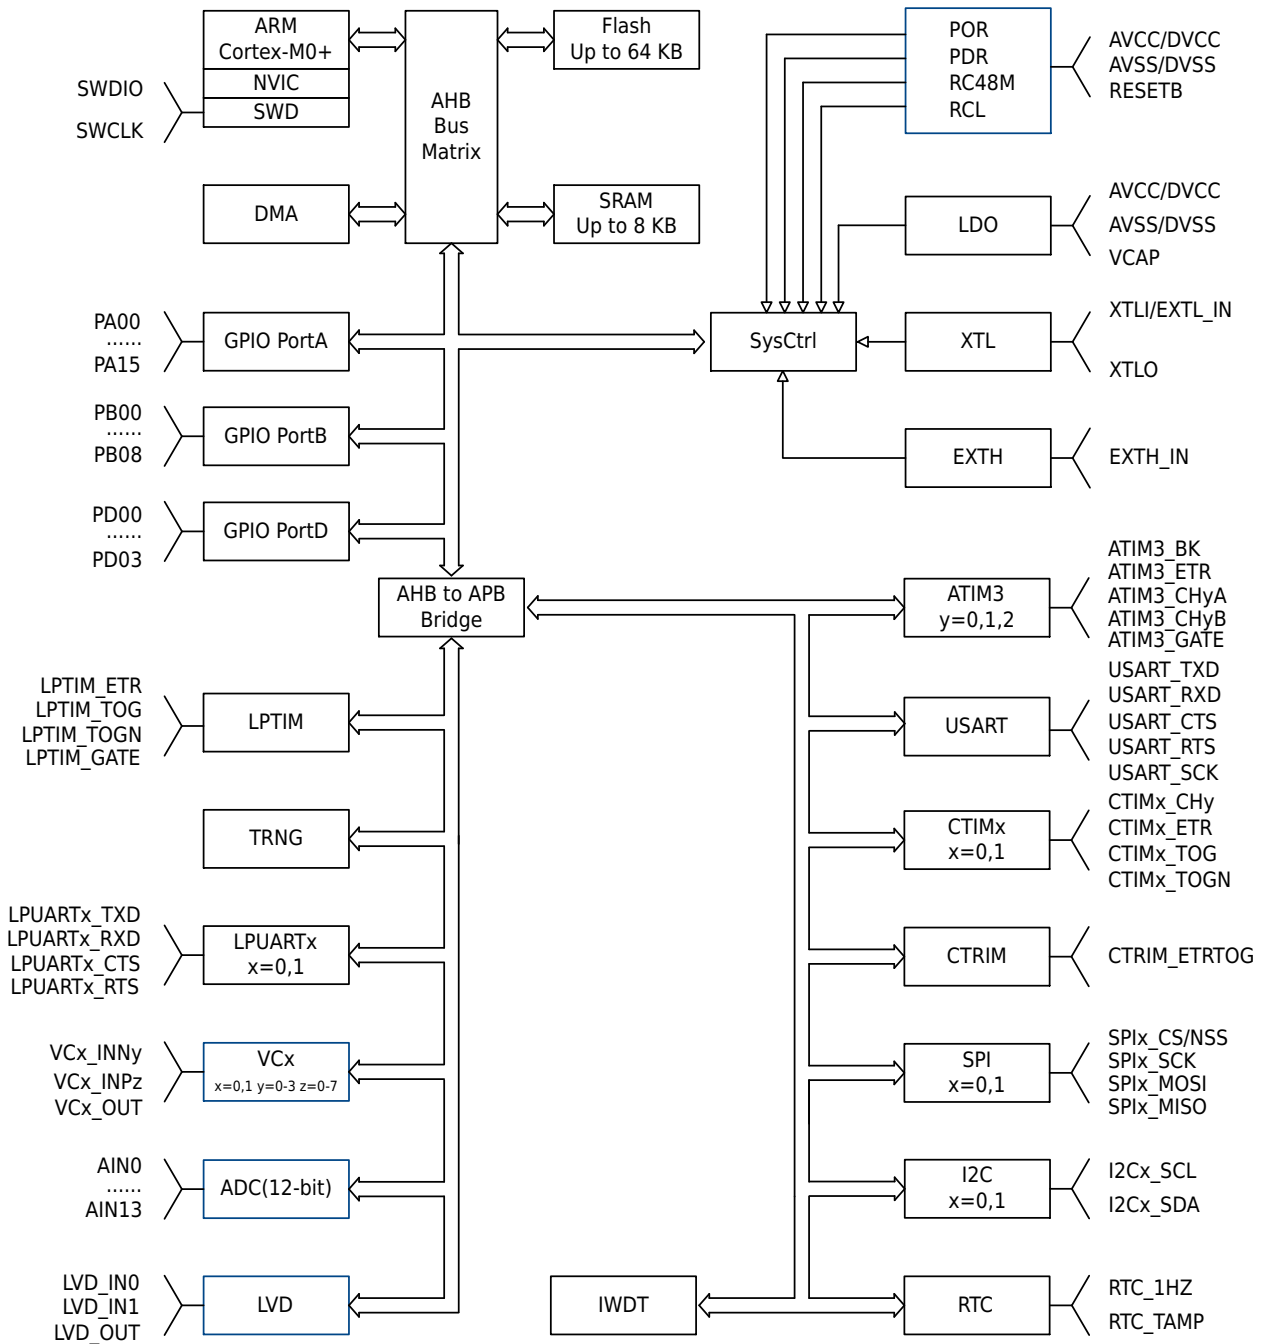 ARM
Cortex-M0+
NVIC
SWD
SWDIO
SWCLK
AHB
Bus
Matrix
Flash
Up to 64 KB
DMA
SRAM
Up to 8 KB
POR
PDR
RC48M
RCL
AVCC/DVCC
AVSS/DVSS
RESETB
LDO
AVCC/DVCC
AVSS/DVSS
VCAP
PA00
......
PA15
GPIO PortA
SysCtrl
XTL
XTLI/EXTL_IN
XTLO
PB00
......
PB08
GPIO PortB
EXTH
EXTH_IN
PD00
......
PD03
GPIO PortD
AHB to APB
Bridge
ATIM3
y=0,1,2
ATIM3_BK
ATIM3_ETR
ATIM3_CHyA
ATIM3_CHyB
ATIM3_GATE
LPTIM_ETR
LPTIM_TOG
LPTIM_TOGN
LPTIM_GATE
LPTIM
USART
USART_TXD
USART_RXD
USART_CTS
USART_RTS
USART_SCK
TRNG
CTIMx
x=0,1
CTIMx_CHy
CTIMx_ETR
CTIMx_TOG
CTIMx_TOGN
LPUARTx_TXD
LPUARTx_RXD
LPUARTx_CTS
LPUARTx_RTS
LPUARTx
x=0,1
CTRIM
CTRIM_ETRTOG
VCx_INNy
VCx_INPz
VCx_OUT
VCx
x=0,1 y=0-3 z=0-7
SPI
x=0,1
SPIx_CS/NSS
SPIx_SCK
SPIx_MOSI
SPIx_MISO
AIN0
......
AIN13
ADC(12-bit)
I2C
x=0,1
I2Cx_SCL
I2Cx_SDA
LVD_IN0
LVD_IN1
LVD_OUT
LVD
IWDT
RTC
RTC_1HZ
RTC_TAMP